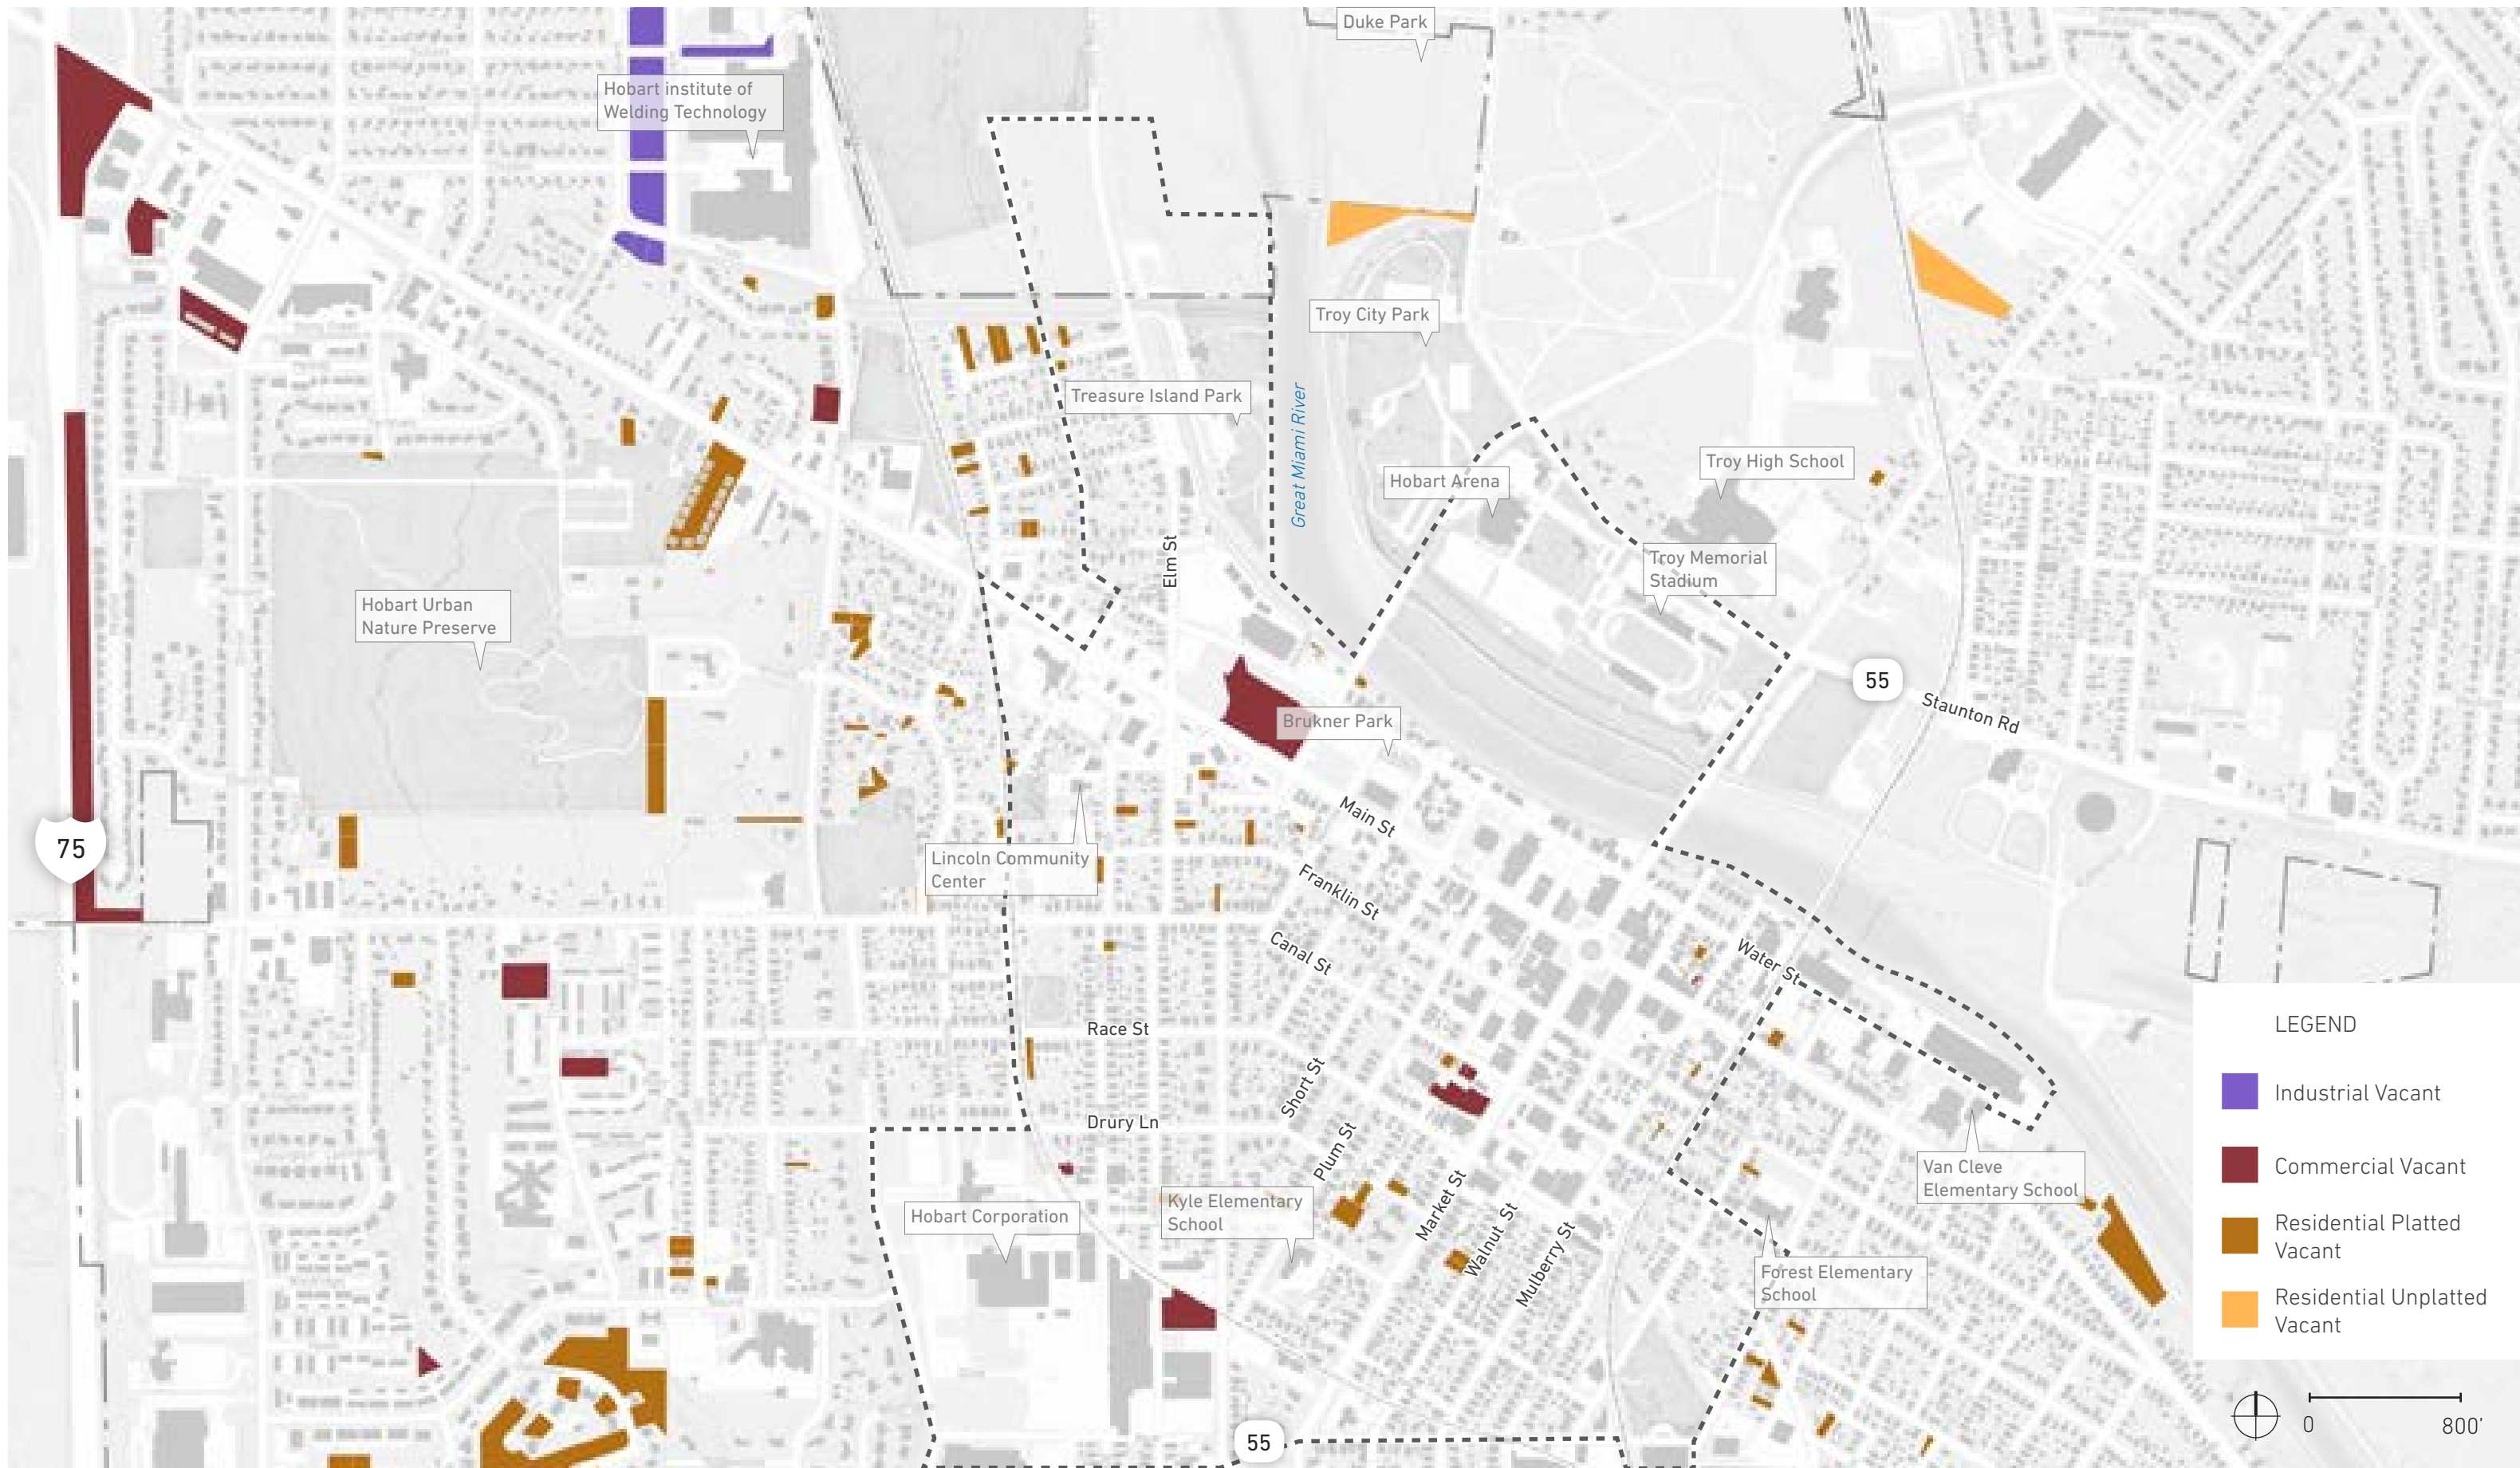 Duke Park
Hobart institute of
Welding Technology
Troy City Park
Treasure Island Park
Great Miami River
Hobart Arena
Troy High School
Troy Memorial
Stadium
Elm St
Hobart Urban
Nature Preserve
55
Staunton Rd
Brukner Park
75
Main St
Lincoln Community
Center
Franklin St
Canal St
Water St
Race St
Short St
Drury Ln
Plum St
Market St
Walnut St
Mulberry St
Hobart Corporation
Kyle Elementary
School
Van Cleve
Elementary School
Forest Elementary
School
55
LEGEND
Industrial Vacant
Commercial Vacant
Residential Platted
Vacant
Residential Unplatted
Vacant
0
800'